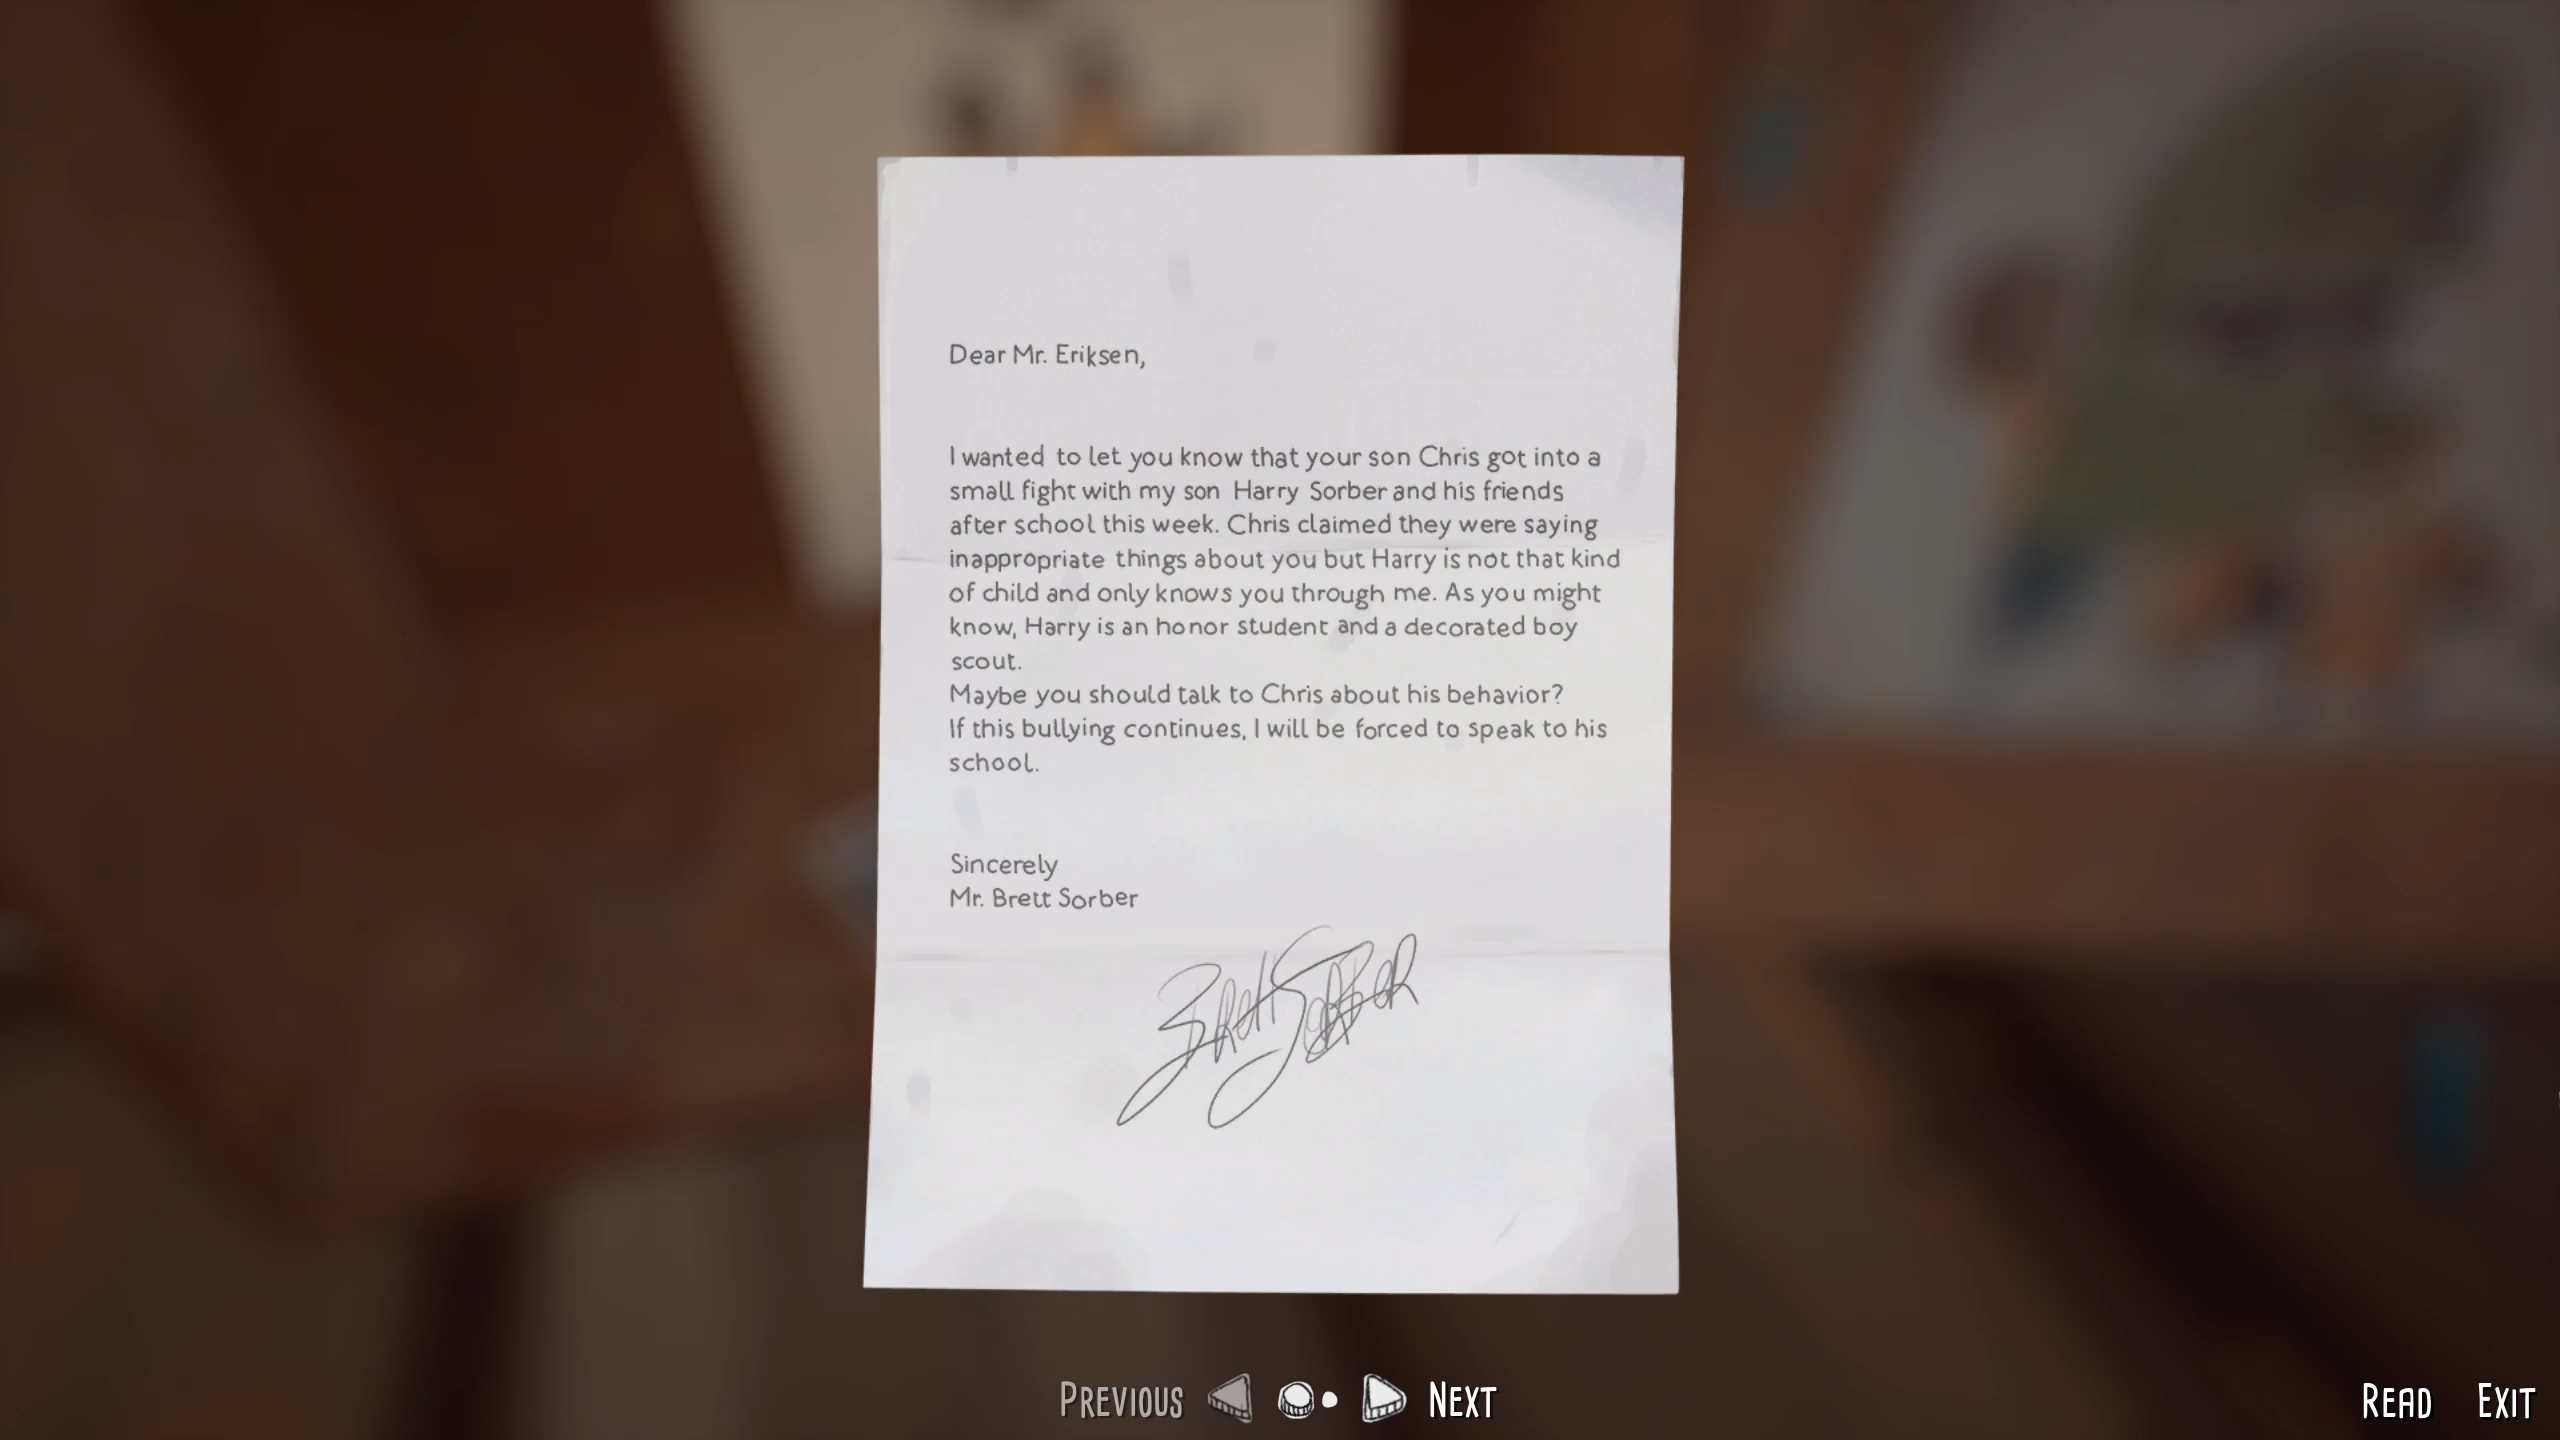 Dear Mr. Eriksen,
I wanted to let you know that your son Chris got into a
small fight with my son Harry Sorber and his friends
after school this week. Chris claimed they were saying
inappropriate things about you but Harry is not that kind
of child and only knows you through me. As you might
know, Harry is an honor student and a decorated boy
scout.
Maybe you should talk to Chris about his behavior?
If this bullying continues, I will be forced to speak to his
school.
Sincerely
Mr. Brett Sorber
Brett Sorber
PREVIOUS NEXT
READ EXIT